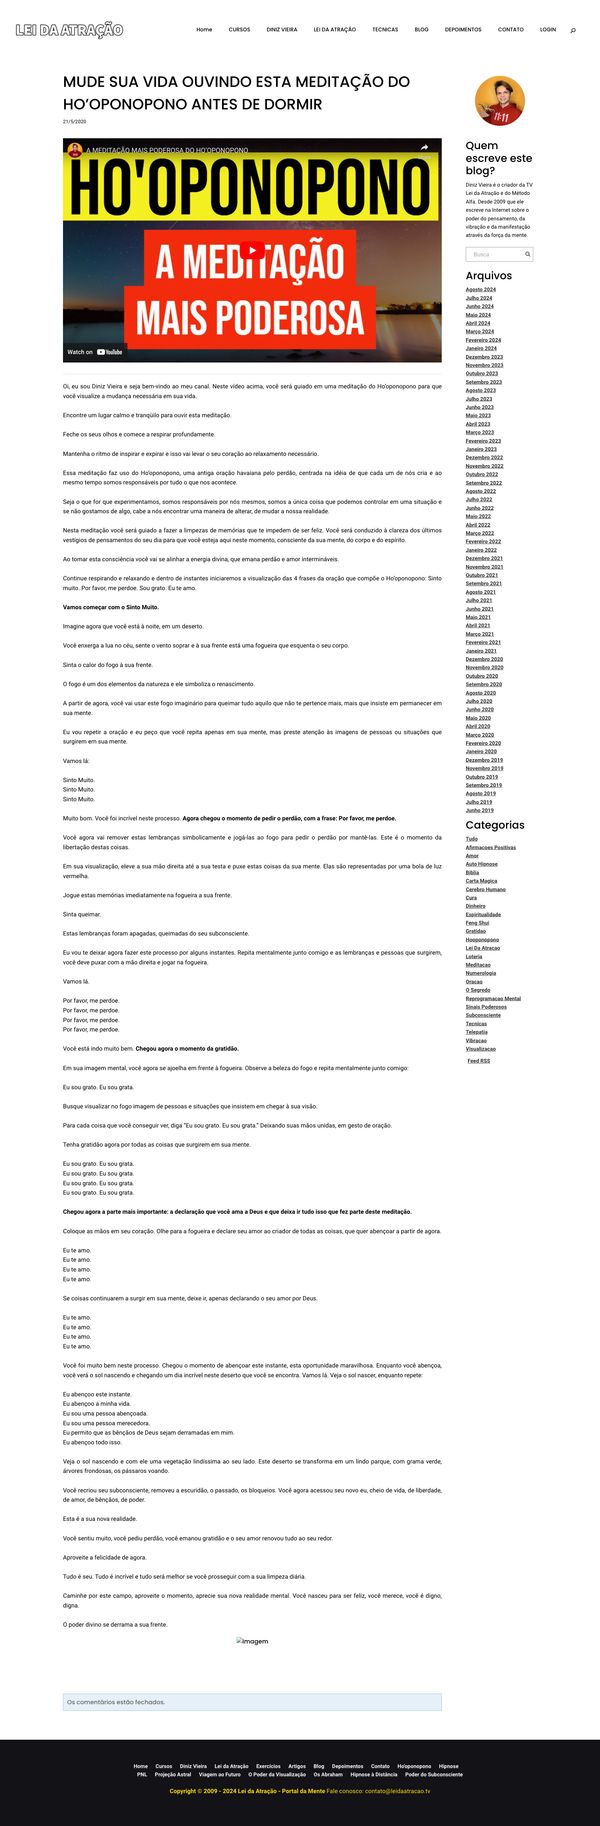 LEI DA ATRAÇÃO
Home CURSOS DINIZ VIEIRA LEI DA ATRAÇÃO TECNICAS BLOG DEPOIMENTOS CONTATO LOGIN
MUDE SUA VIDA OUVINDO ESTA MEDITAÇÃO DO
HO'OPONOPONO ANTES DE DORMIR
21/5/2020
A MEDITAÇÃO MAIS PODEROSA DO HO'OPONOPONO
HO'OPONOPONO
A MEDITAÇÃO
MAIS PODEROSA
Watch on YouTube
Oi, eu sou Diniz Vieira e seja bem-vindo ao meu canal. Neste vídeo acima, você será guiado em uma meditação do Ho'oponopono para que
você visualize a mudança necessária em sua vida.
Encontre um lugar calmo e tranqüilo para ouvir esta meditação.
Feche os seus olhos e comece a respirar profundamente.
Mantenha o ritmo de inspirar e expirar e isso vai levar o seu coração ao relaxamento necessário.
Essa meditação faz uso do Ho'oponopono, uma antiga oração havaiana pelo perdão, centrada na idéia de que cada um de nós cria e ao
mesmo tempo somos responsáveis por tudo o que nos acontece.
Seja o que for que experimentamos, somos responsáveis por nós mesmos, somos a única coisa que podemos controlar em uma situação e
se não gostamos de algo, cabe a nós encontrar uma maneira de alterar, de mudar a nossa realidade.
Nesta meditação você será guiado a fazer a limpezas de memórias que te impedem de ser feliz. Você será conduzido à clareza dos últimos
vestígios de pensamentos do seu dia para que você esteja aqui neste momento, consciente da sua mente, do corpo e do espírito.
Ao tomar esta consciência você vai se alinhar a energia divina, que emana perdão e amor intermináveis.
Continue respirando e relaxando e dentro de instantes iniciaremos a visualização das 4 frases da oração que compõe o Ho'oponopono: Sinto
muito. Por favor, me perdoe. Sou grato. Eu te amo.
Vamos começar com o Sinto Muito.
Imagine agora que você está à noite, em um deserto.
Você enxerga a lua no céu, sente o vento soprar e à sua frente está uma fogueira que esquenta o seu corpo.
Sinta o calor do fogo à sua frente.
O fogo é um dos elementos da natureza e ele simboliza o renascimento.
A partir de agora, você vai usar este fogo imaginário para queimar tudo aquilo que não te pertence mais, mais que insiste em permanecer em
sua mente.
Eu vou repetir a oração e eu peço que você repita apenas em sua mente, mas preste atenção às imagens de pessoas ou situações que
surgirem em sua mente.
Vamos lá:
Sinto Muito.
Sinto Muito.
Sinto Muito.
Muito bom. Você foi incrível neste processo. Agora chegou o momento de pedir o perdão, com a frase: Por favor, me perdoe.
Você agora vai remover estas lembranças simbolicamente e jogá-las ao fogo para pedir o perdão por mantê-las. Este é o momento da
libertação destas coisas.
Em sua visualização, eleve a sua mão direita até a sua testa e puxe estas coisas da sua mente. Elas são representadas por uma bola de luz
vermelha.
Jogue estas memórias imediatamente na fogueira a sua frente.
Sinta queimar.
Estas lembranças foram apagadas, queimadas do seu subconsciente.
Eu vou te deixar agora fazer este processo por alguns instantes. Repita mentalmente junto comigo e as lembranças e pessoas que surgirem,
você deve puxar com a mão direita e jogar na fogueira.
Vamos lá.
Por favor, me perdoe.
Por favor, me perdoe.
Por favor, me perdoe.
Por favor, me perdoe.
Você está indo muito bem. Chegou agora o momento da gratidão.
Em sua imagem mental, você agora se ajoelha em frente à fogueira. Observe a beleza do fogo e repita mentalmente junto comigo:
Eu sou grato. Eu sou grata.
Busque visualizar no fogo imagem de pessoas e situações que insistem em chegar à sua visão.
Para cada coisa que você conseguir ver, diga "Eu sou grato. Eu sou grata." Deixando suas mãos unidas, em gesto de oração.
Tenha gratidão agora por todas as coisas que surgirem em sua mente.
Eu sou grato. Eu sou grata.
Eu sou grato. Eu sou grata.
Eu sou grato. Eu sou grata.
Eu sou grato. Eu sou grata.
Chegou agora a parte mais importante: a declaração que você ama a Deus e que deixa ir tudo isso que fez parte deste meditação.
Coloque as mãos em seu coração. Olhe para a fogueira e declare seu amor ao criador de todas as coisas, que quer abençoar a partir de agora.
Eu te amo.
Eu te amo.
Eu te amo.
Eu te amo.
Se coisas continuarem a surgir em sua mente, deixe ir, apenas declarando o seu amor por Deus.
Eu te amo.
Eu te amo.
Eu te amo.
Eu te amo.
Você foi muito bem neste processo. Chegou o momento de abençoar este instante, esta oportunidade maravilhosa. Enquanto você abençoa,
você verá o sol nascendo e chegando um dia incrível neste deserto que você se encontra. Vamos lá. Veja o sol nascer, enquanto repete:
Eu abençoo este instante.
Eu abençoo a minha vida.
Eu sou uma pessoa abençoada.
Eu sou uma pessoa merecedora.
Eu permito que as bênçãos de Deus sejam derramadas em mim.
Eu abençoo todo isso.
Veja o sol nascendo e com ele uma vegetação lindíssima ao seu lado. Este deserto se transforma em um lindo parque, com grama verde,
árvores frondosas, os pássaros voando.
Você recriou seu subconsciente, removeu a escuridão, o passado, os bloqueios. Você agora acessou seu novo eu, cheio de vida, de liberdade,
de amor, de bênçãos, de poder.
Esta é a sua nova realidade.
Você sentiu muito, você pediu perdão, você emanou gratidão e o seu amor renovou tudo ao seu redor.
Aproveite a felicidade de agora.
Tudo é seu. Tudo é incrível e tudo será melhor se você prosseguir com a sua limpeza diária.
Caminhe por este campo, aproveite o momento, aprecie sua nova realidade mental. Você nasceu para ser feliz, você merece, você é digno,
digna.
O poder divino se derrama a sua frente.
Imagem
Os comentários estão fechados.
11:11
Quem
escreve este
blog?
Diniz Vieira é o criador da TV
Lei da Atração e do Método
Alfa. Desde 2009 que ele
escreve na Internet sobre o
poder do pensamento, da
vibração e da manifestação
através da força da mente.
Busca
Arquivos
Agosto 2024
Julho 2024
Junho 2024
Maio 2024
Abril 2024
Março 2024
Fevereiro 2024
Janeiro 2024
Dezembro 2023
Novembro 2023
Outubro 2023
Setembro 2023
Agosto 2023
Julho 2023
Junho 2023
Maio 2023
Abril 2023
Março 2023
Fevereiro 2023
Janeiro 2023
Dezembro 2022
Novembro 2022
Outubro 2022
Setembro 2022
Agosto 2022
Julho 2022
Junho 2022
Maio 2022
Abril 2022
Março 2022
Fevereiro 2022
Janeiro 2022
Dezembro 2021
Novembro 2021
Outubro 2021
Setembro 2021
Agosto 2021
Julho 2021
Junho 2021
Maio 2021
Abril 2021
Março 2021
Fevereiro 2021
Janeiro 2021
Dezembro 2020
Novembro 2020
Outubro 2020
Setembro 2020
Agosto 2020
Julho 2020
Junho 2020
Maio 2020
Abril 2020
Março 2020
Fevereiro 2020
Janeiro 2020
Dezembro 2019
Novembro 2019
Outubro 2019
Setembro 2019
Agosto 2019
Julho 2019
Junho 2019
Categorias
Tudo
Afirmacoes Positivas
Amor
Auto Hipnose
Bíblia
Carta Magica
Cerebro Humano
Cura
Dinheiro
Espiritualidade
Feng Shui
Gratidao
Hooponopono
Lei Da Atracao
Loteria
Meditacao
Numerologia
Oracao
O Segredo
Reprogramacao Mental
Sinais Poderosos
Subconsciente
Tecnicas
Telepatia
Vibracao
Visualizacao
Feed RSS
Home Cursos Diniz Vieira Lei da Atração Exercícios Artigos Blog Depoimentos Contato Ho'oponopono Hipnose
PNL Projeção Astral Viagem ao Futuro O Poder da Visualização Os Abraham Hipnose à Distância Poder do Subconsciente
Copyright © 2009 - 2024 Lei da Atração - Portal da Mente Fale conosco: contato@leidaatracao.tv